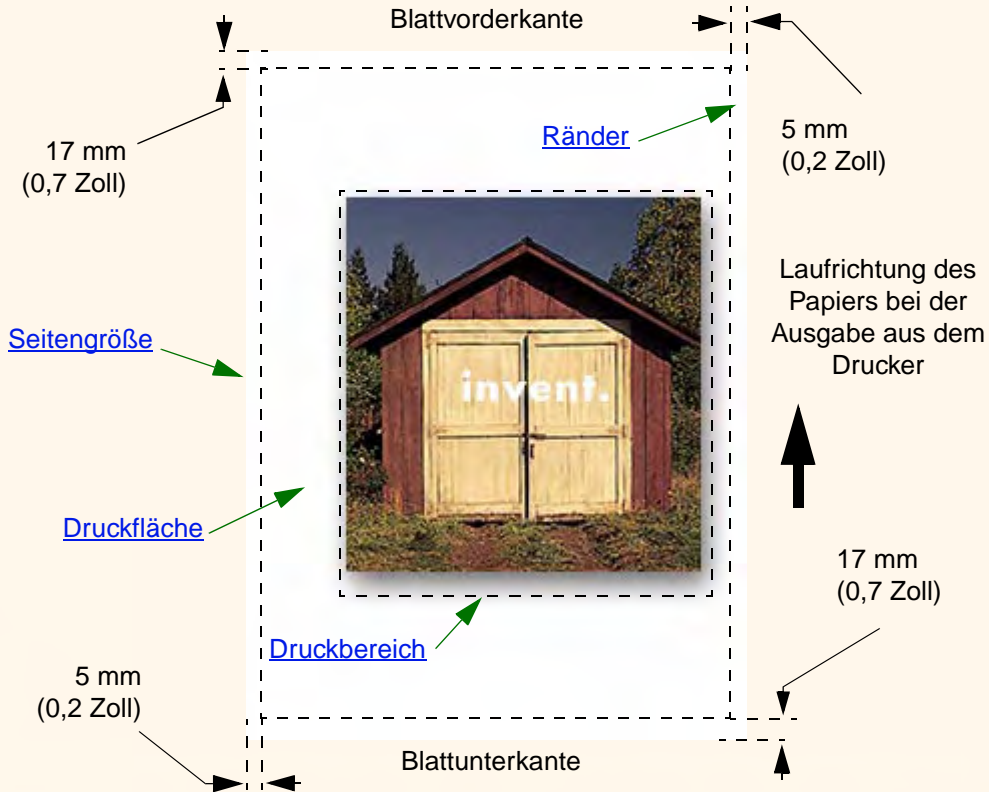 Blattvorderkante
Ränder
5 mm
(0,2 Zoll)
17 mm
(0,7 Zoll)
Laufrichtung des
Papiers bei der
Ausgabe aus dem
Drucker
Seitengröße
invent.
Druckfläche
17 mm
(0,7 Zoll)
Druckbereich
5 mm
(0,2 Zoll)
Blattunterkante